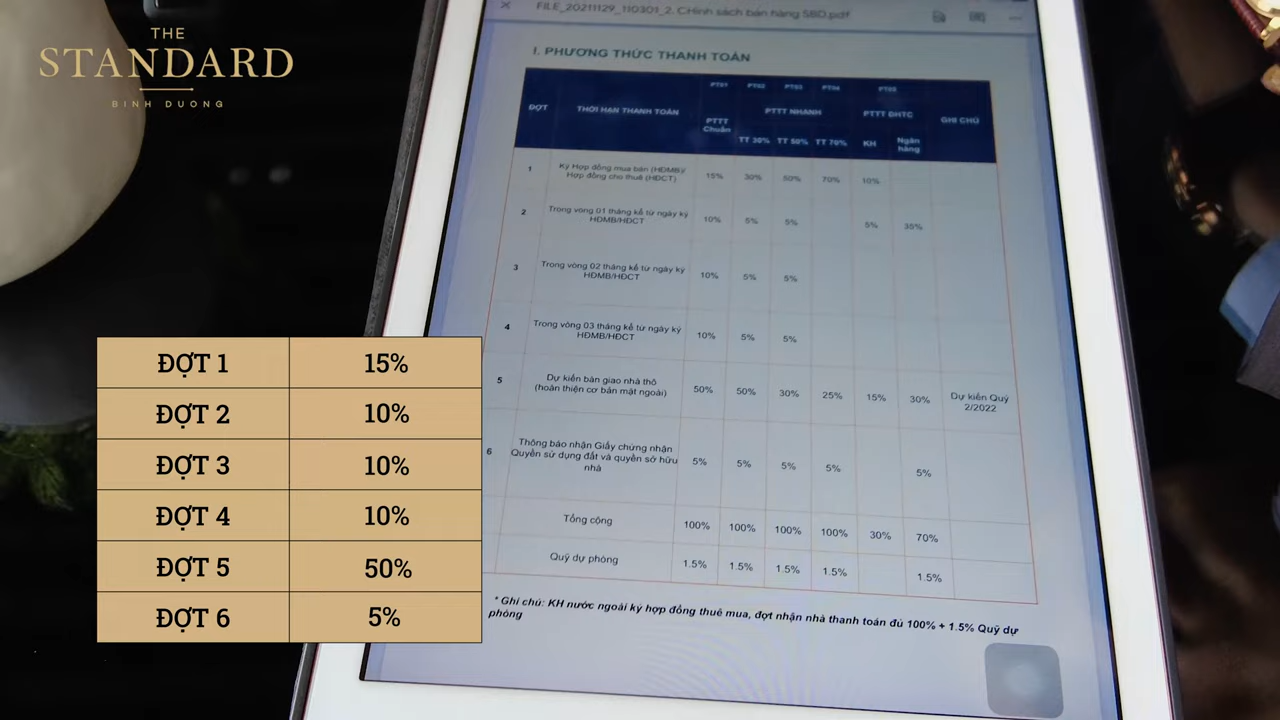 THE
STANDARD
BINH DUONG
FILE_20211129_110301_2. CHính sách bán hàng SBD.pdf
I. PHƯƠNG THỨC THANH TOÁN
ĐỢT THỜI HẠN THANH TOÁN PTTT Chuẩn PTTT NHANH PTTT ĐHTC GHI CHÚ
TT 30% TT 50% TT 70% KH Ngân hàng
1 Ký Hợp đồng mua bán (HĐMB)/
Hợp đồng cho thuê (HĐCT) 15% 30% 50% 70% 10%
2 Trong vòng 01 tháng kể từ ngày ký
HĐMB/HĐCT 10% 5% 5% 5% 35%
3 Trong vòng 02 tháng kể từ ngày ký
HĐMB/HĐCT 10% 5% 5%
4 Trong vòng 03 tháng kể từ ngày ký
HĐMB/HĐCT 10% 5% 5%
5 Dự kiến bàn giao nhà thô
(hoàn thiện cơ bản mặt ngoài) 50% 50% 30% 25% 15% 30% Dự kiến Quý
2/2022
6 Thông báo nhận Giấy chứng nhận
Quyền sử dụng đất và quyền sở hữu
nhà 5% 5% 5% 5% 5%
Tổng cộng 100% 100% 100% 100% 30% 70%
Quỹ dự phòng 1.5% 1.5% 1.5% 1.5% 1.5%
* Ghi chú: KH nước ngoài ký hợp đồng thuê mua, đợt nhận nhà thanh toán đủ 100% + 1.5% Quỹ dự
phòng
ĐỢT 1 15%
ĐỢT 2 10%
ĐỢT 3 10%
ĐỢT 4 10%
ĐỢT 5 50%
ĐỢT 6 5%